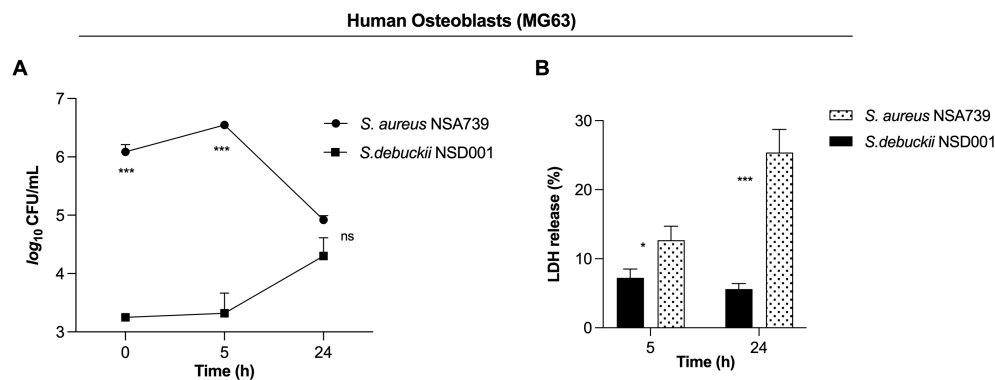 Human Osteoblasts (MG63)
A
7
6
5
4
3
log10 CFU/mL
***
***
ns
0
5
24
Time (h)
S. aureus NSA739
S.debuckii NSD001
B
30
20
10
0
LDH release (%)
*
***
5
24
Time (h)
S. aureus NSA739
S.debuckii NSD001